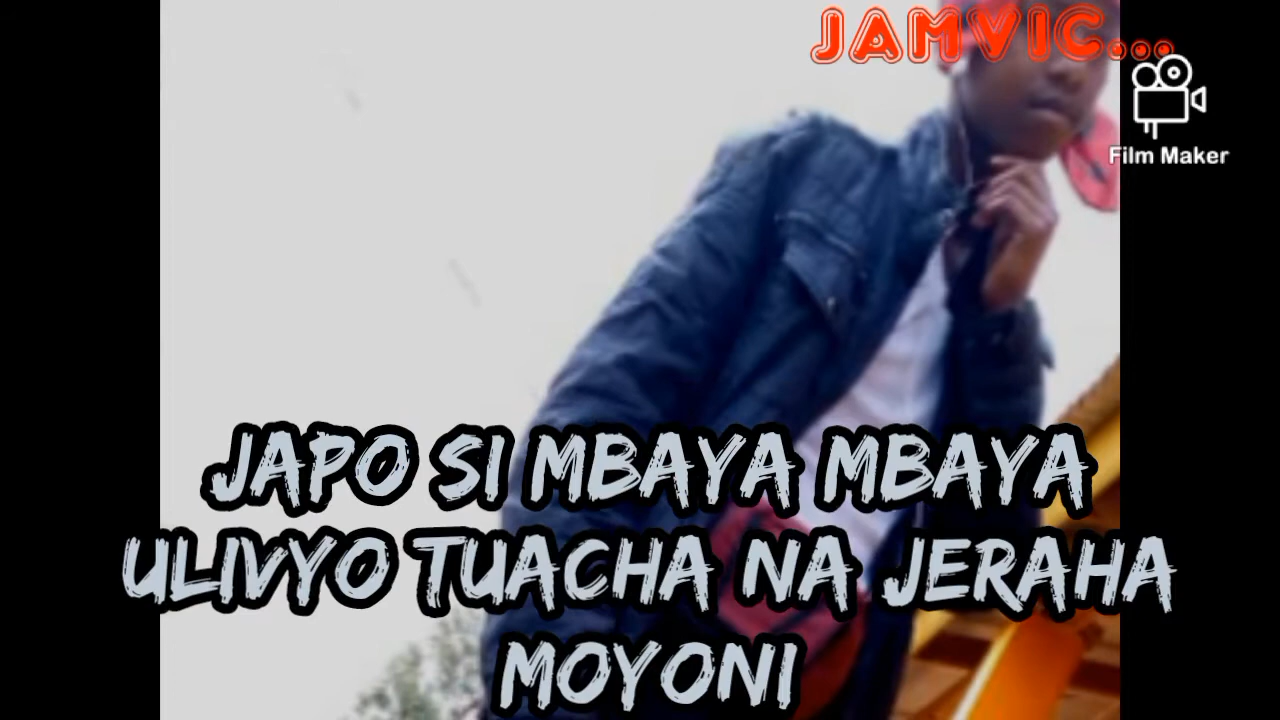 JAMVIC...
Film Maker
JAPO SI MBAYA MBAYA
ULIVYO TUACHA NA JERAHA
MOYONI